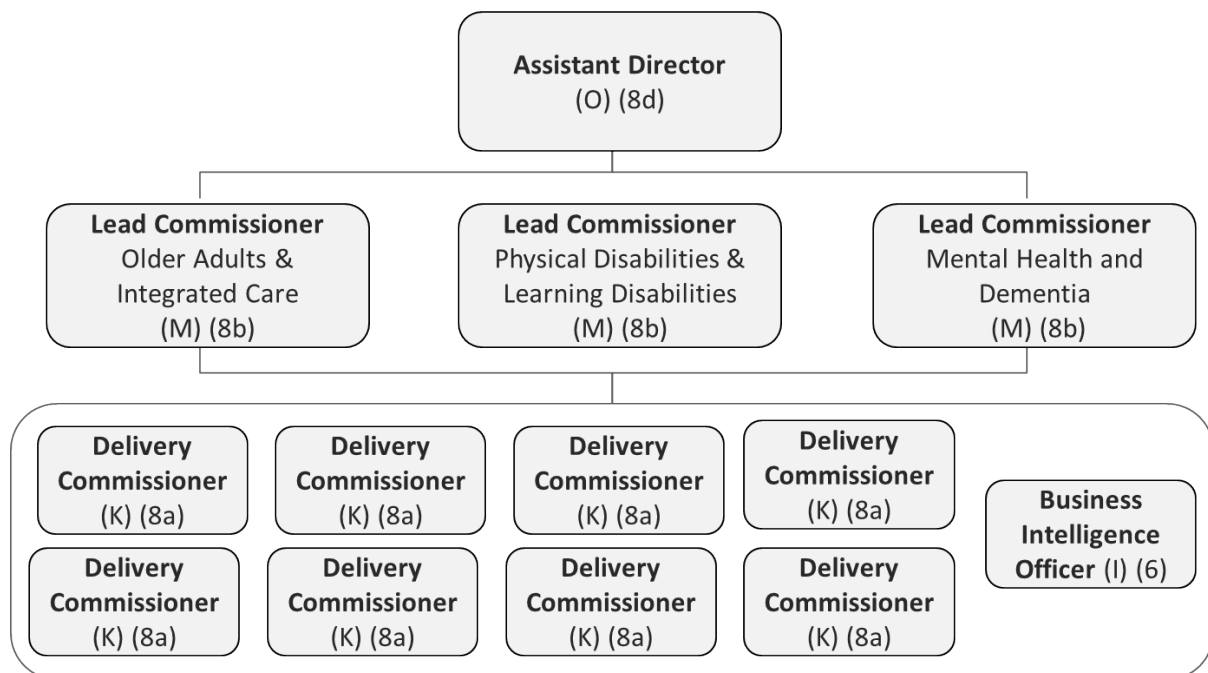 Assistant Director
(O) (8d)
Lead Commissioner
Older Adults &
Integrated Care
(M) (8b)
Lead Commissioner
Physical Disabilities &
Learning Disabilities
(M) (8b)
Lead Commissioner
Mental Health and
Dementia
(M) (8b)
Delivery
Commissioner
(K) (8a)
Delivery
Commissioner
(K) (8a)
Delivery
Commissioner
(K) (8a)
Delivery
Commissioner
(K) (8a)
Business
Intelligence
Officer (I) (6)
Delivery
Commissioner
(K) (8a)
Delivery
Commissioner
(K) (8a)
Delivery
Commissioner
(K) (8a)
Delivery
Commissioner
(K) (8a)